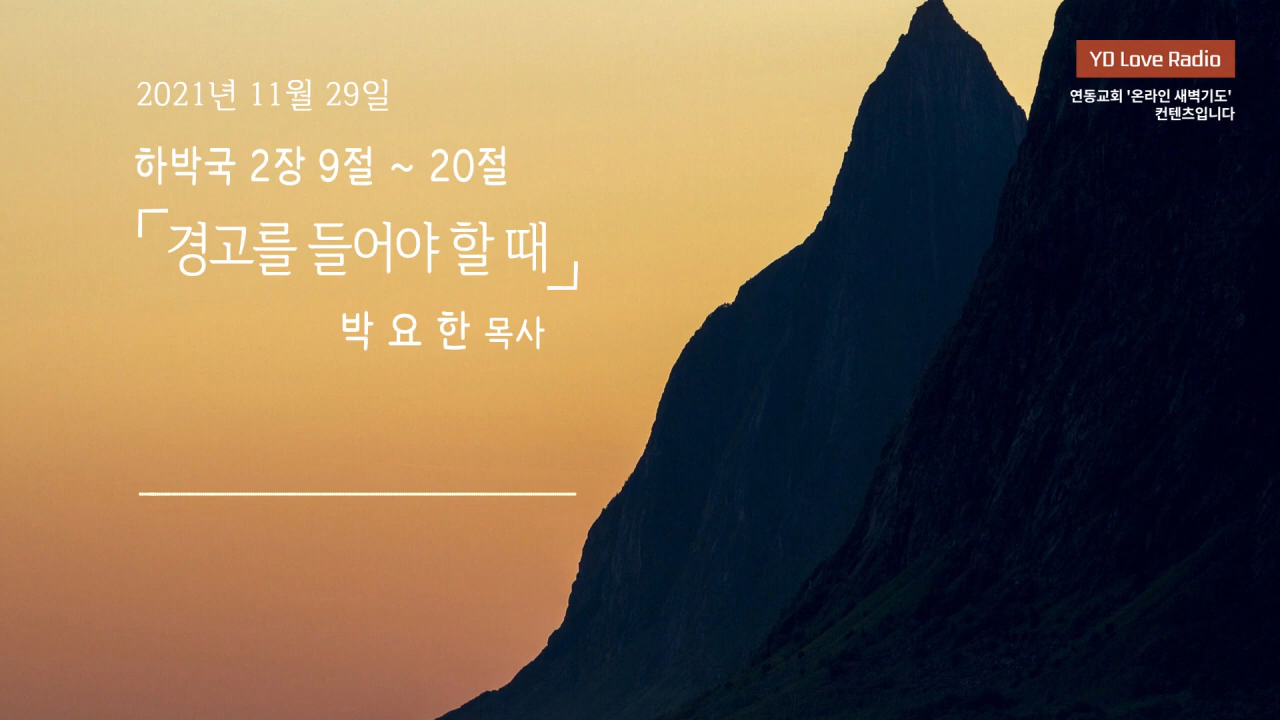 2021년 11월 29일
하박국 2장 9절 ~ 20절
「경고를 들어야 할 때」
박 요 한 목사
YD Love Radio
연동교회 '온라인 새벽기도'
컨텐츠입니다